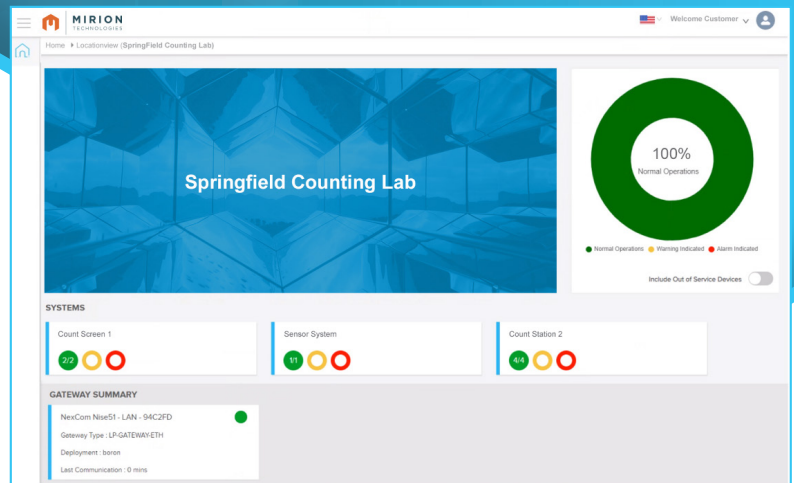 MIRION
TECHNOLOGIES
Welcome Customer
Home Locationview (SpringField Counting Lab)
Springfield Counting Lab
100%
Normal Operations
Normal Operations Warning Indicated Alarm Indicated
Include Out of Service Devices
SYSTEMS
Count Screen 1
2/2
Sensor System
1/1
Count Station 2
4/4
GATEWAY SUMMARY
NexCom Nise51 - LAN - 94C2FD
Gateway Type : LP-GATEWAY-ETH
Deployment : boron
Last Communication : 0 mins